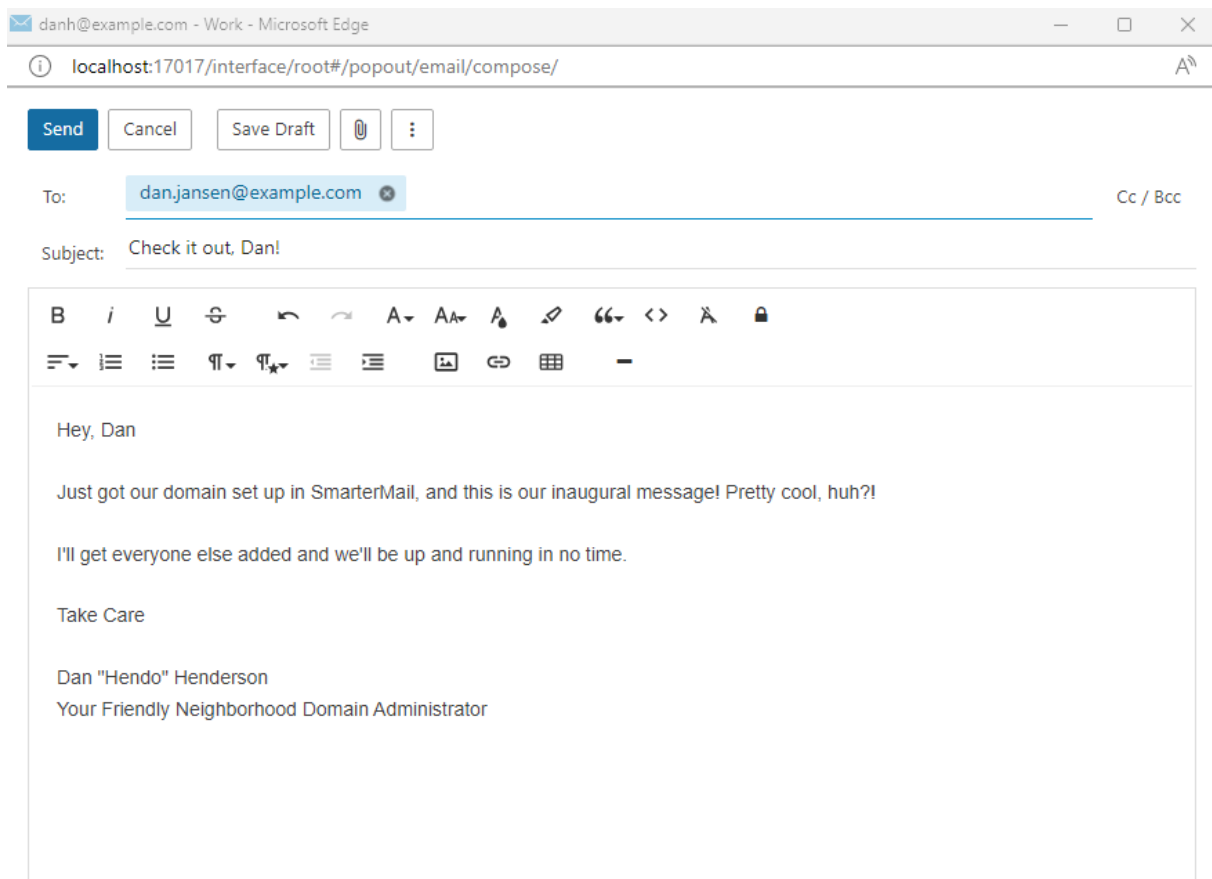 danh@example.com - Work - Microsoft Edge
localhost:17017/interface/root#/popout/email/compose/
Send Cancel Save Draft
To: dan.jansen@example.com Cc / Bcc
Subject: Check it out, Dan!
Hey, Dan
Just got our domain set up in SmarterMail, and this is our inaugural message! Pretty cool, huh?!
I'll get everyone else added and we'll be up and running in no time.
Take Care
Dan "Hendo" Henderson
Your Friendly Neighborhood Domain Administrator